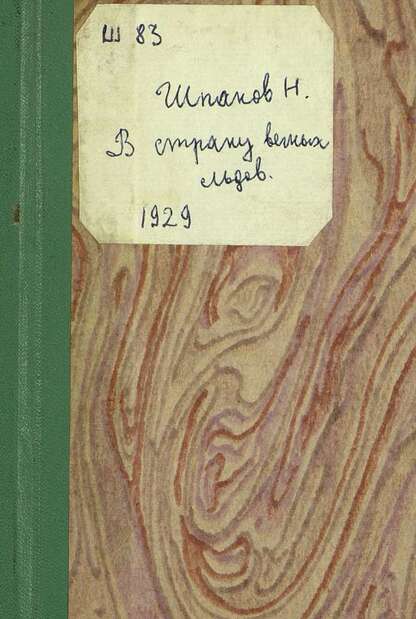 Ш 83
Шпанов Н.
В страну вечных
льдов.
1929